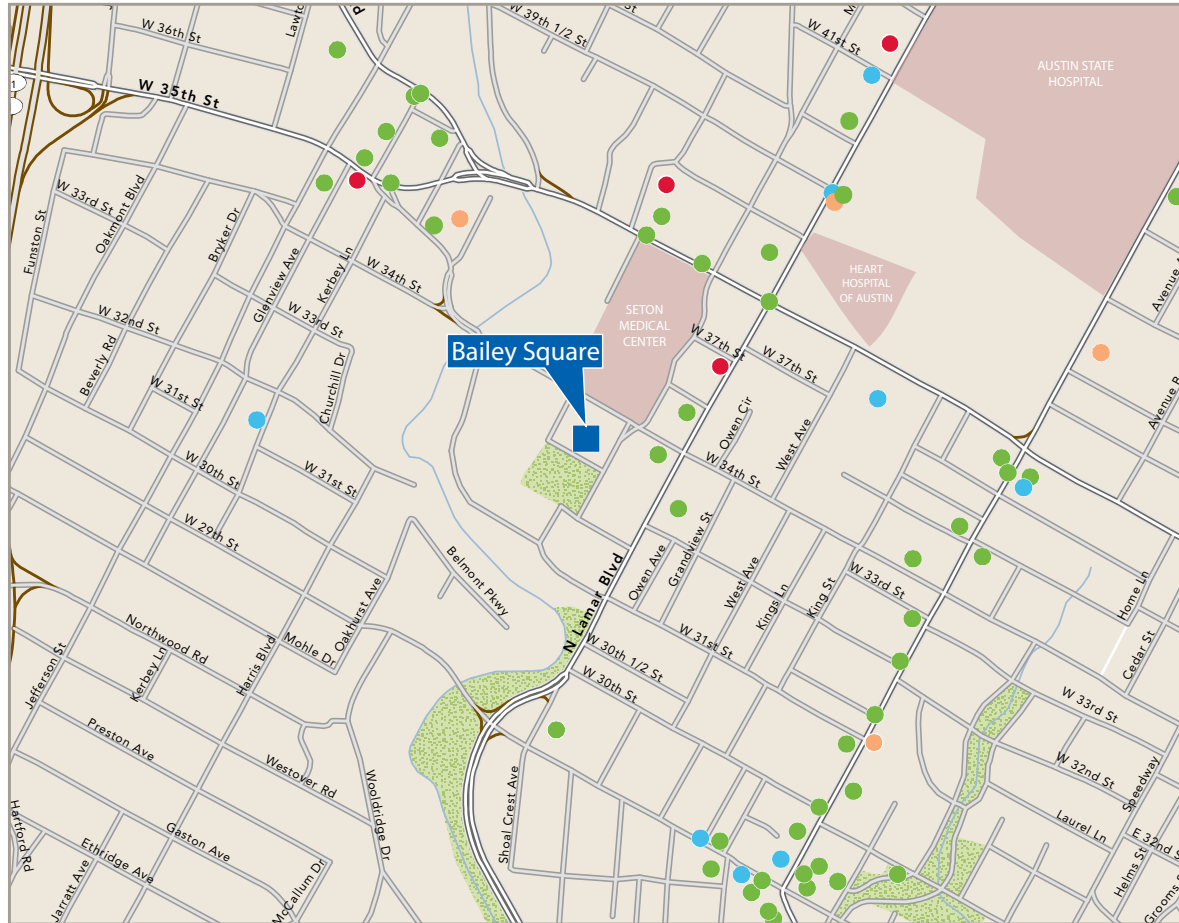 W 39th 1/2 St
St
W 36th St
Lawt
P
M
W 41st St
AUSTIN STATE
HOSPITAL
1
W 35th St
W 33rd St
Oakmont Blvd
Funston St
Bryker Dr
Glenview Ave
Kerbey Ln
W 34th St
W 33rd St
W 32nd St
Beverly Rd
W 31st St
Churchill Dr
HEART
HOSPITAL
OF AUSTIN
SETON
MEDICAL
CENTER
Avenue A
Avenue B
Bailey Square
W 37th St
W 37th St
Owen Cir
West Ave
W 34th St
W 30th St
W 31st St
W 29th St
Belmont Pkwy
Oakhurst Ave
N Lamar Blvd
Owen Ave
Grandview St
West Ave
Kings Ln
King St
W 33rd St
Home Ln
Cedar St
Northwood Rd
Mohle Dr
Kerbey Ln
Harris Blvd
Jefferson St
W 31st St
W 30th 1/2 St
W 30th St
W 33rd St
W 32nd St
Speedway
Preston Ave
Westover Rd
Wooldridge Dr
Shoal Crest Ave
Laurel Ln
E 32nd S
Helms St
Grooms S
Hartford Rd
Gaston Ave
Ethridge Ave
Jarratt Ave
McCallum Dr